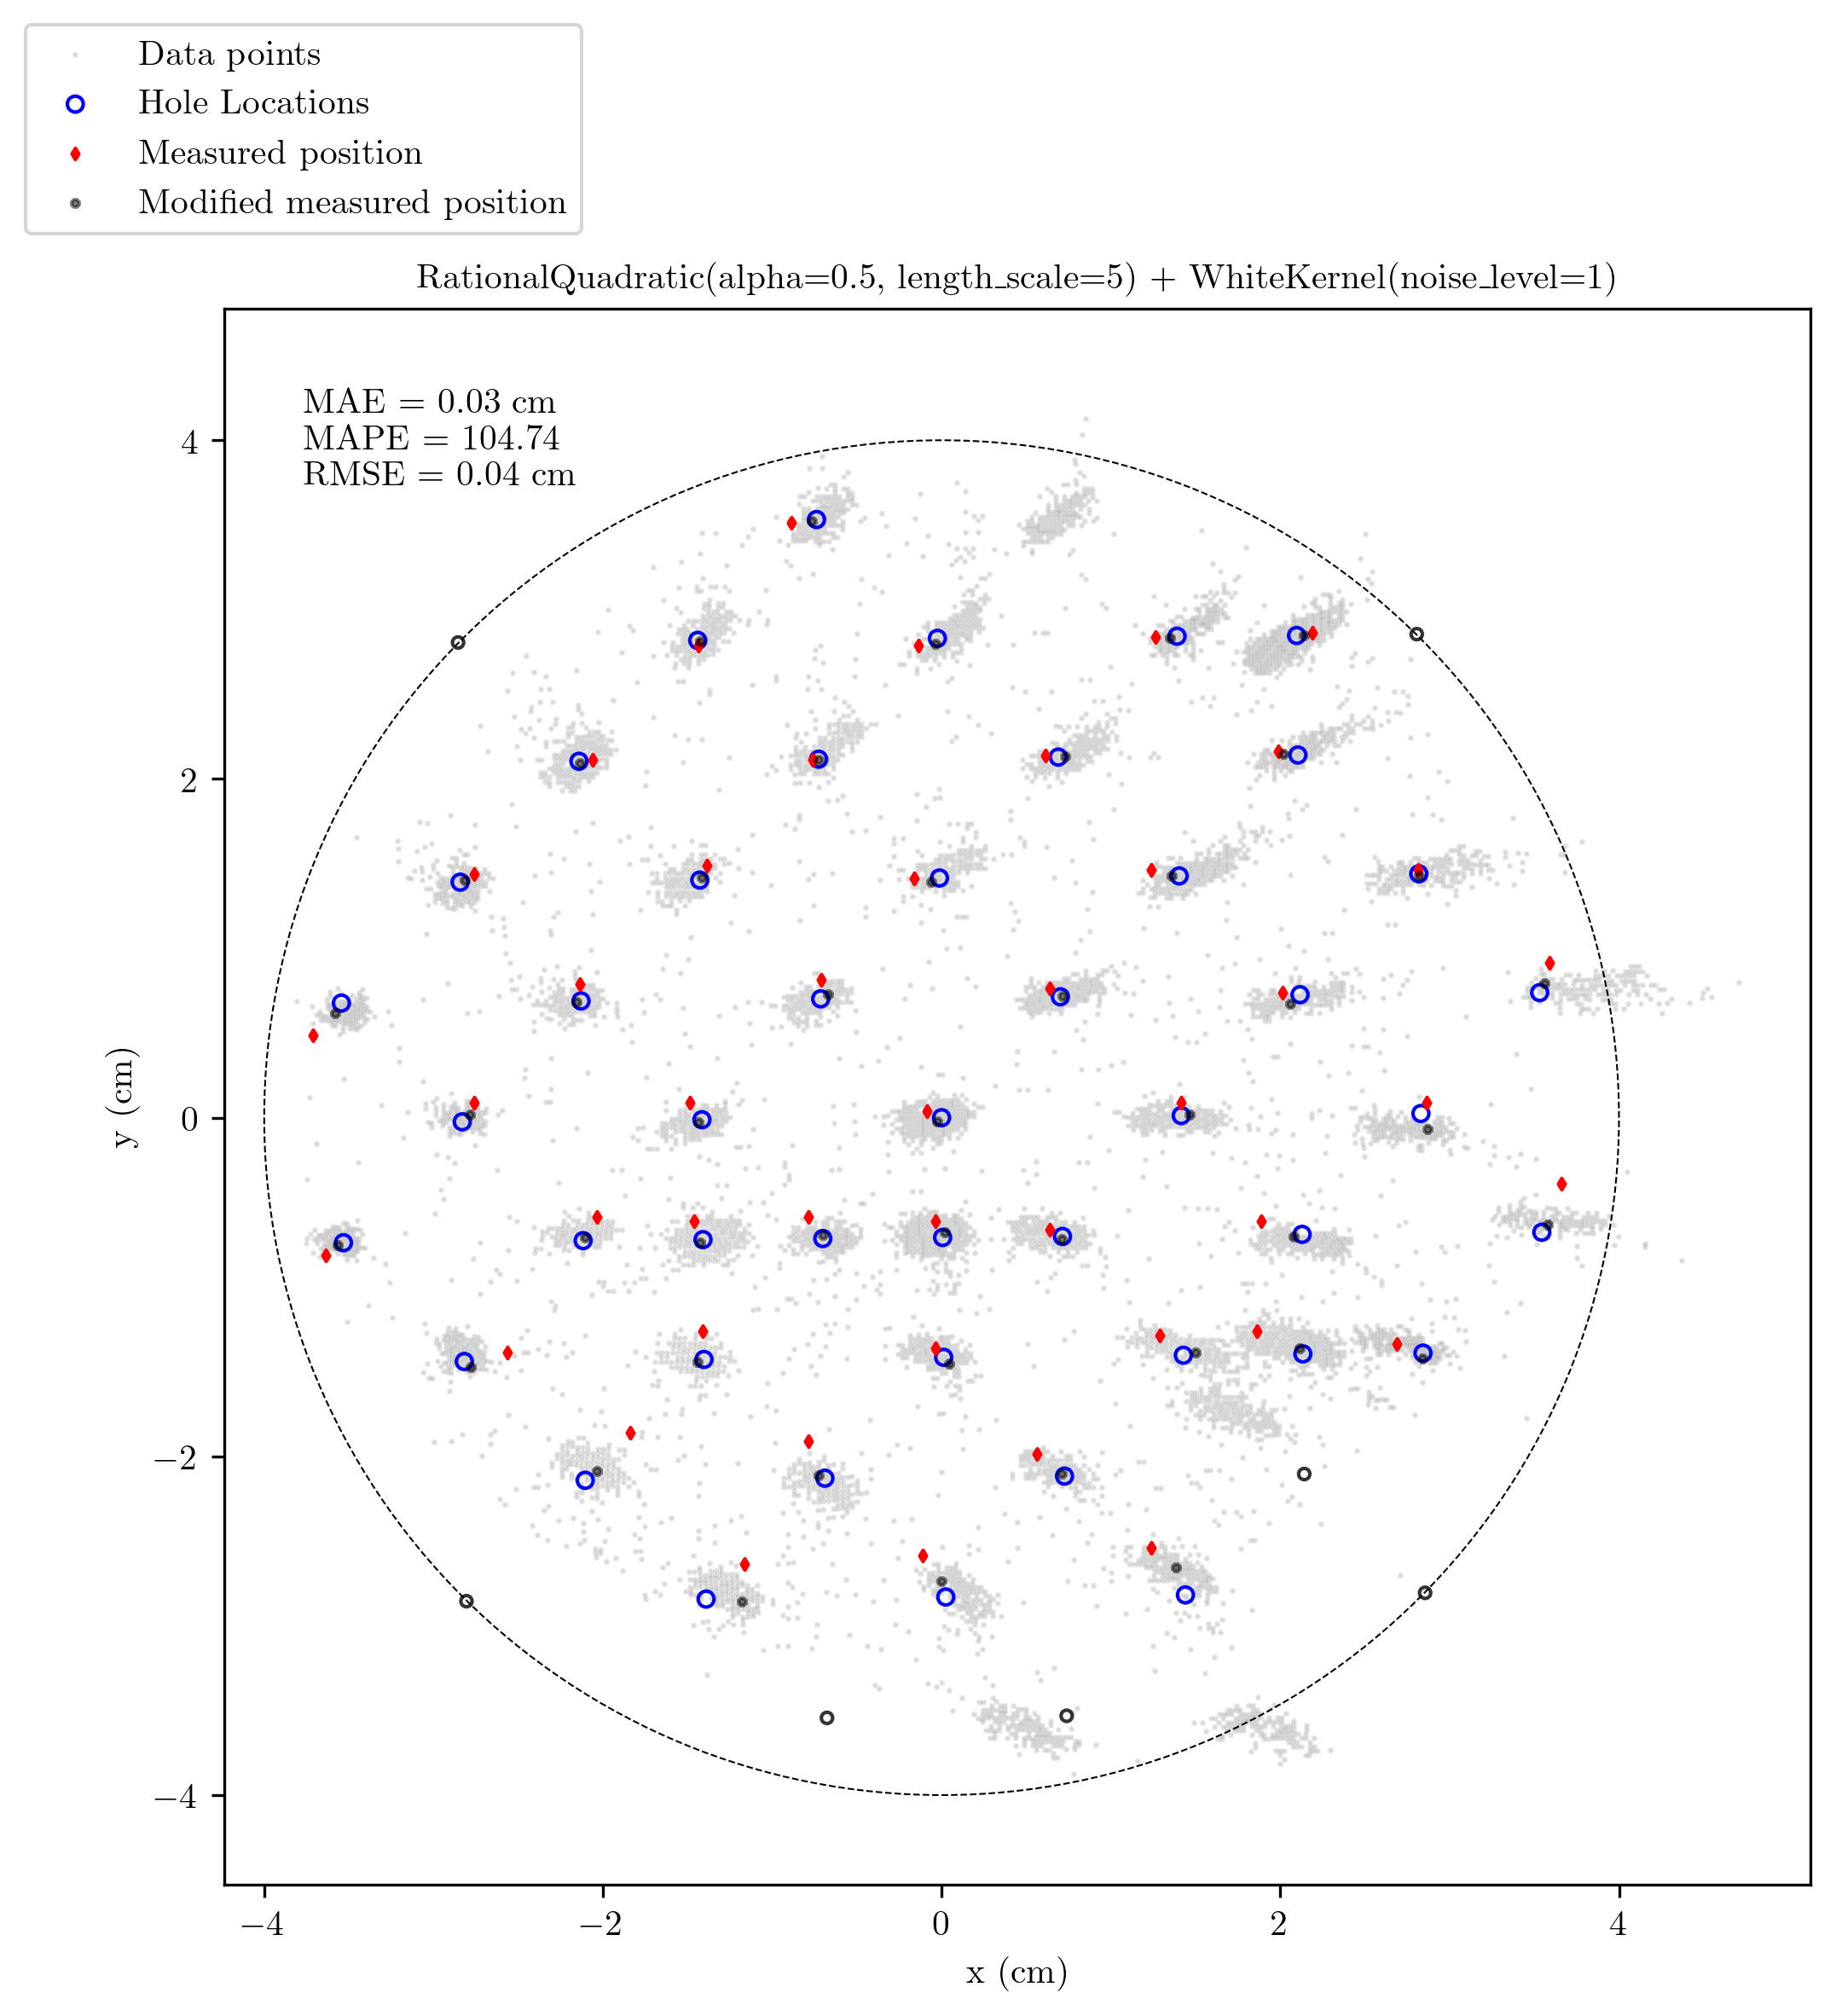 Data points
Hole Locations
Measured position
Modified measured position
RationalQuadratic(alpha=0.5, length_scale=5) + WhiteKernel(noise_level=1)
MAE = 0.03 cm
MAPE = 104.74
RMSE = 0.04 cm
4
2
0
−2
−4
y (cm)
−4
−2
0
2
4
x (cm)